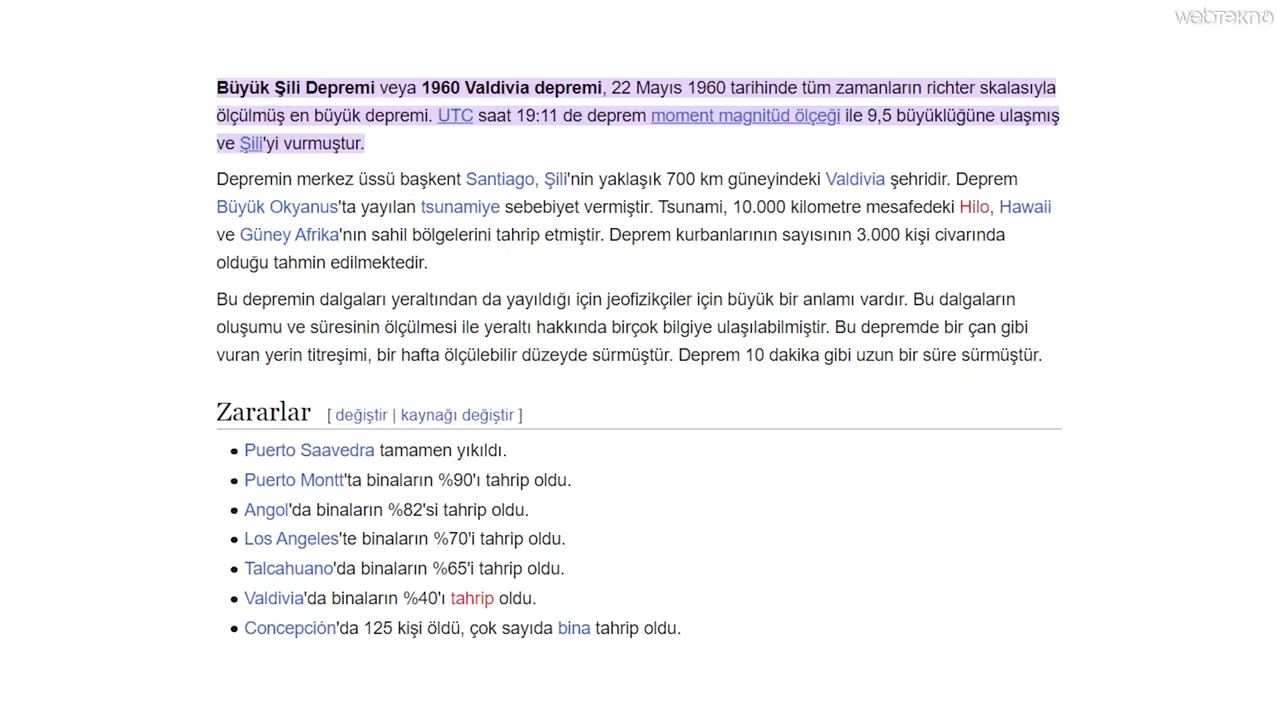 webtekno
Büyük Şili Depremi veya 1960 Valdivia depremi, 22 Mayıs 1960 tarihinde tüm zamanların richter skalasıyla
ölçülmüş en büyük depremi. UTC saat 19:11 de deprem moment magnitüd ölçeği ile 9,5 büyüklüğüne ulaşmış
ve Şili'yi vurmuştur.
Depremin merkez üssü başkent Santiago, Şili'nin yaklaşık 700 km güneyindeki Valdivia şehridir. Deprem
Büyük Okyanus'ta yayılan tsunamiye sebebiyet vermiştir. Tsunami, 10.000 kilometre mesafedeki Hilo, Hawaii
ve Güney Afrika'nın sahil bölgelerini tahrip etmiştir. Deprem kurbanlarının sayısının 3.000 kişi civarında
olduğu tahmin edilmektedir.
Bu depremin dalgaları yeraltından da yayıldığı için jeofizikçiler için büyük bir anlamı vardır. Bu dalgaların
oluşumu ve süresinin ölçülmesi ile yeraltı hakkında birçok bilgiye ulaşılabilmiştir. Bu depremde bir çan gibi
vuran yerin titreşimi, bir hafta ölçülebilir düzeyde sürmüştür. Deprem 10 dakika gibi uzun bir süre sürmüştür.
Zararlar [ değiştir | kaynağı değiştir ]
• Puerto Saavedra tamamen yıkıldı.
• Puerto Montt'ta binaların %90'ı tahrip oldu.
• Angol'da binaların %82'si tahrip oldu.
• Los Angeles'te binaların %70'i tahrip oldu.
• Talcahuano'da binaların %65'i tahrip oldu.
• Valdivia'da binaların %40'ı tahrip oldu.
• Concepción'da 125 kişi öldü, çok sayıda bina tahrip oldu.